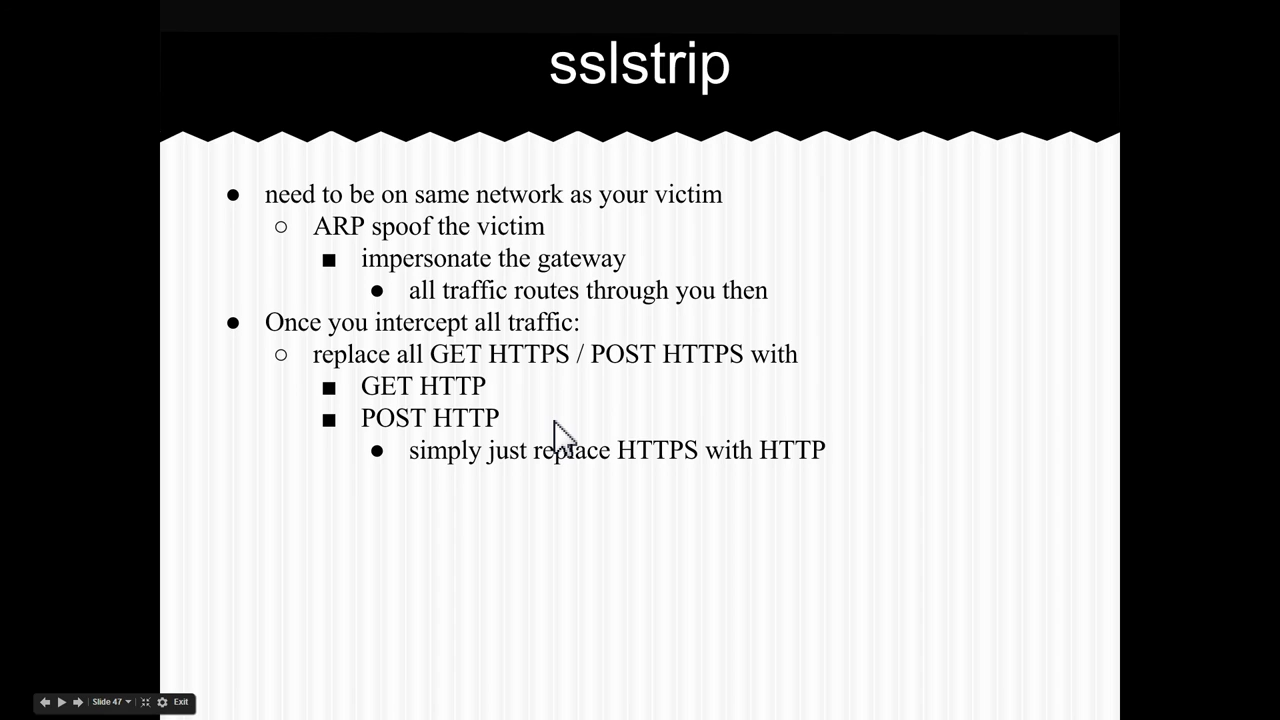 sslstrip
● need to be on same network as your victim
○ ARP spoof the victim
■ impersonate the gateway
● all traffic routes through you then
● Once you intercept all traffic:
○ replace all GET HTTPS / POST HTTPS with
■ GET HTTP
■ POST HTTP
● simply just replace HTTPS with HTTP
Slide 47 Exit